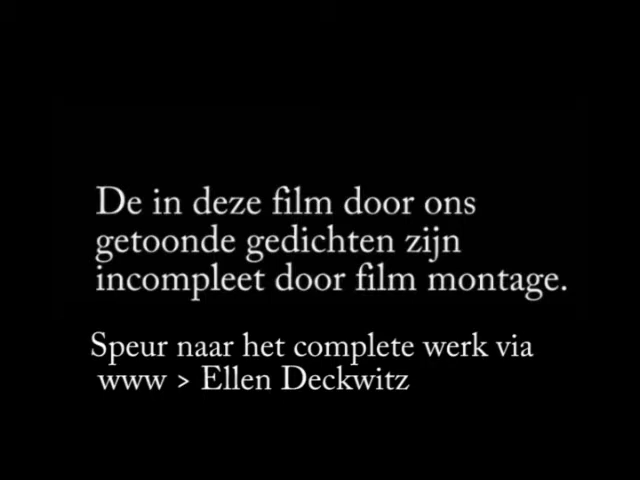 De in deze film door ons
getoonde gedichten zijn
incompleet door film montage.
Speur naar het complete werk via
www > Ellen Deckwitz